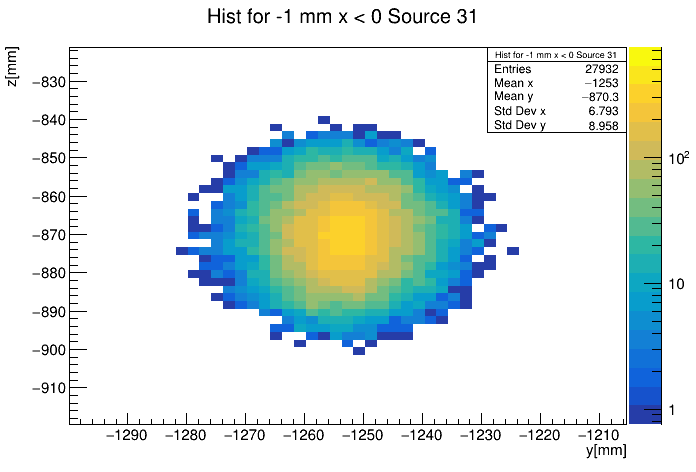 Hist for -1 mm x < 0 Source 31
z[mm]
Hist for -1 mm x < 0 Source 31
Entries 27932
Mean x −1253
Mean y −870.3
Std Dev x 6.793
Std Dev y 8.958
−830
−840
−850
−860
−870
−880
−890
−900
−910
10²
10
1
−1290 −1280 −1270 −1260 −1250 −1240 −1230 −1220 −1210
y[mm]